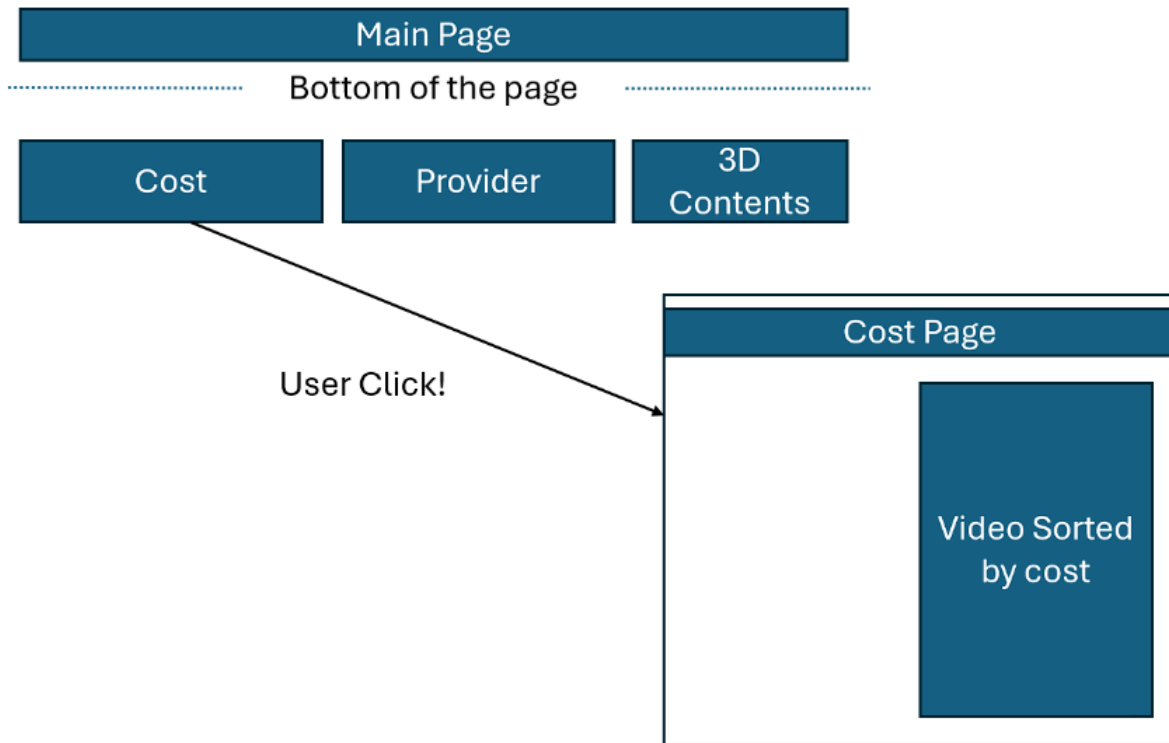 Main Page
Bottom of the page
Cost
Provider
3D
Contents
Cost Page
User Click!
Video Sorted
by cost